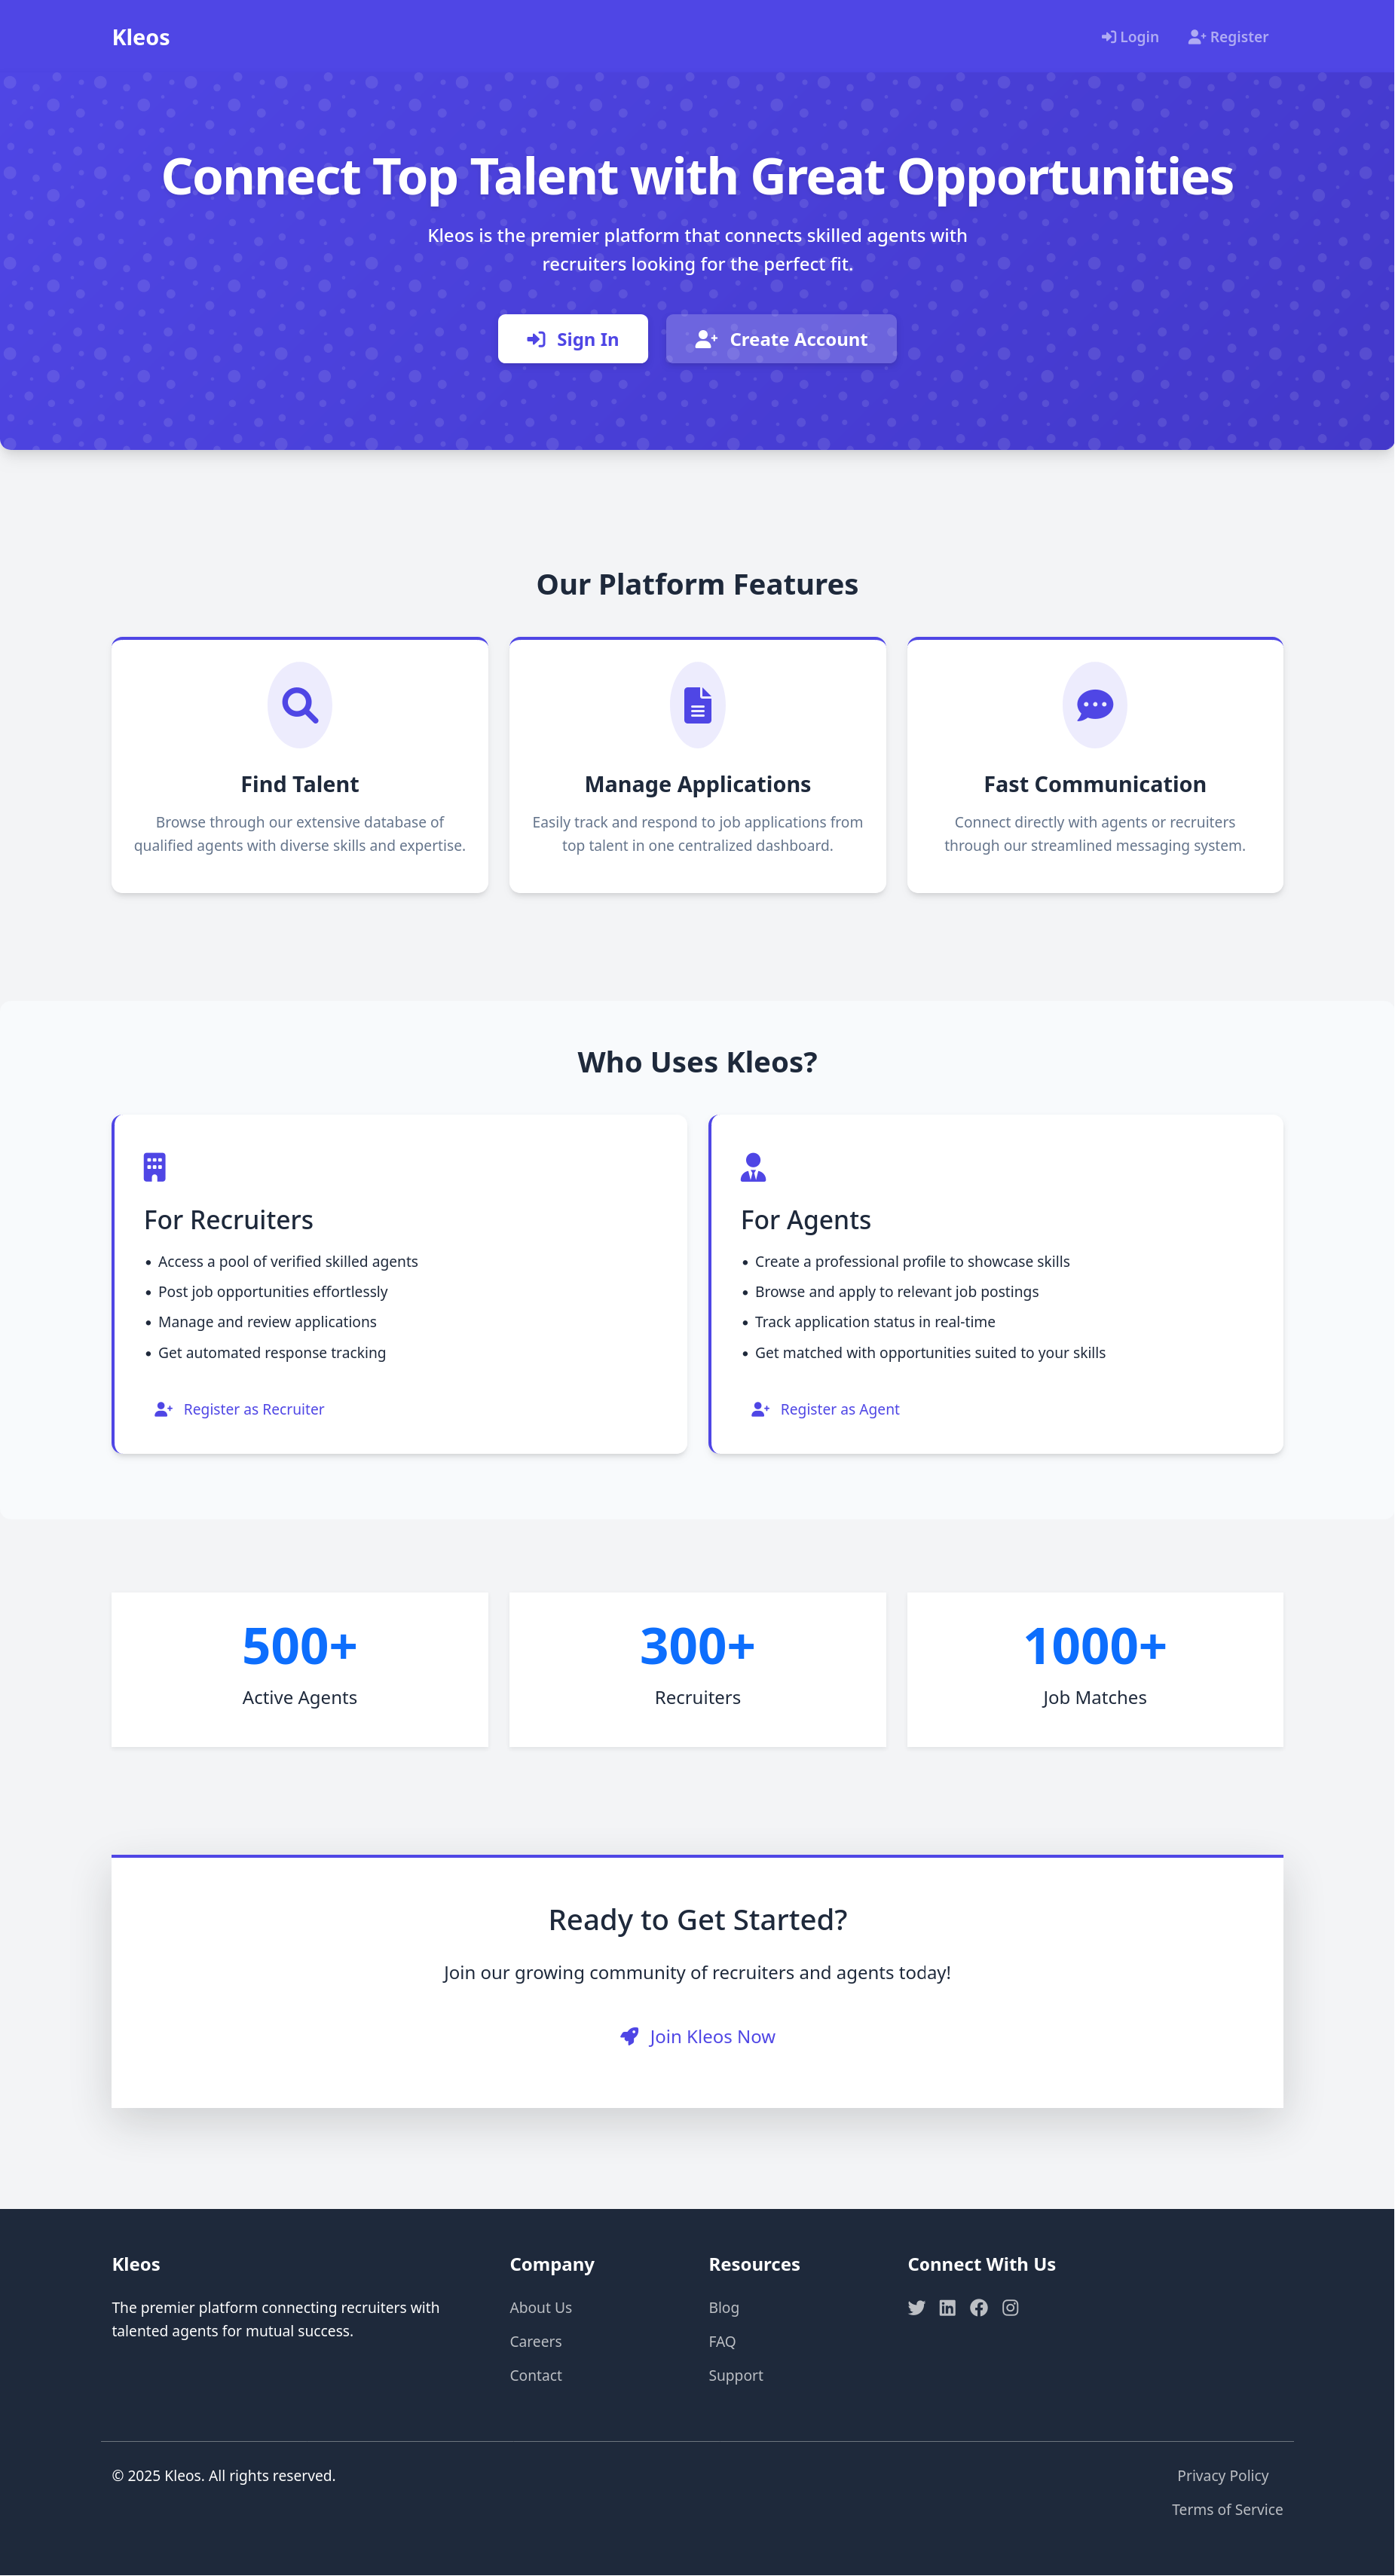 Kleos
Login
Register
Connect Top Talent with Great Opportunities
Kleos is the premier platform that connects skilled agents with
recruiters looking for the perfect fit.
Sign In
Create Account
Our Platform Features
Find Talent
Browse through our extensive database of
qualified agents with diverse skills and expertise.
Manage Applications
Easily track and respond to job applications from
top talent in one centralized dashboard.
Fast Communication
Connect directly with agents or recruiters
through our streamlined messaging system.
Who Uses Kleos?
For Recruiters
• Access a pool of verified skilled agents
• Post job opportunities effortlessly
• Manage and review applications
• Get automated response tracking
Register as Recruiter
For Agents
• Create a professional profile to showcase skills
• Browse and apply to relevant job postings
• Track application status in real-time
• Get matched with opportunities suited to your skills
Register as Agent
500+
Active Agents
300+
Recruiters
1000+
Job Matches
Ready to Get Started?
Join our growing community of recruiters and agents today!
Join Kleos Now
Kleos
The premier platform connecting recruiters with
talented agents for mutual success.
Company
About Us
Careers
Contact
Resources
Blog
FAQ
Support
Connect With Us
© 2025 Kleos. All rights reserved.
Privacy Policy
Terms of Service